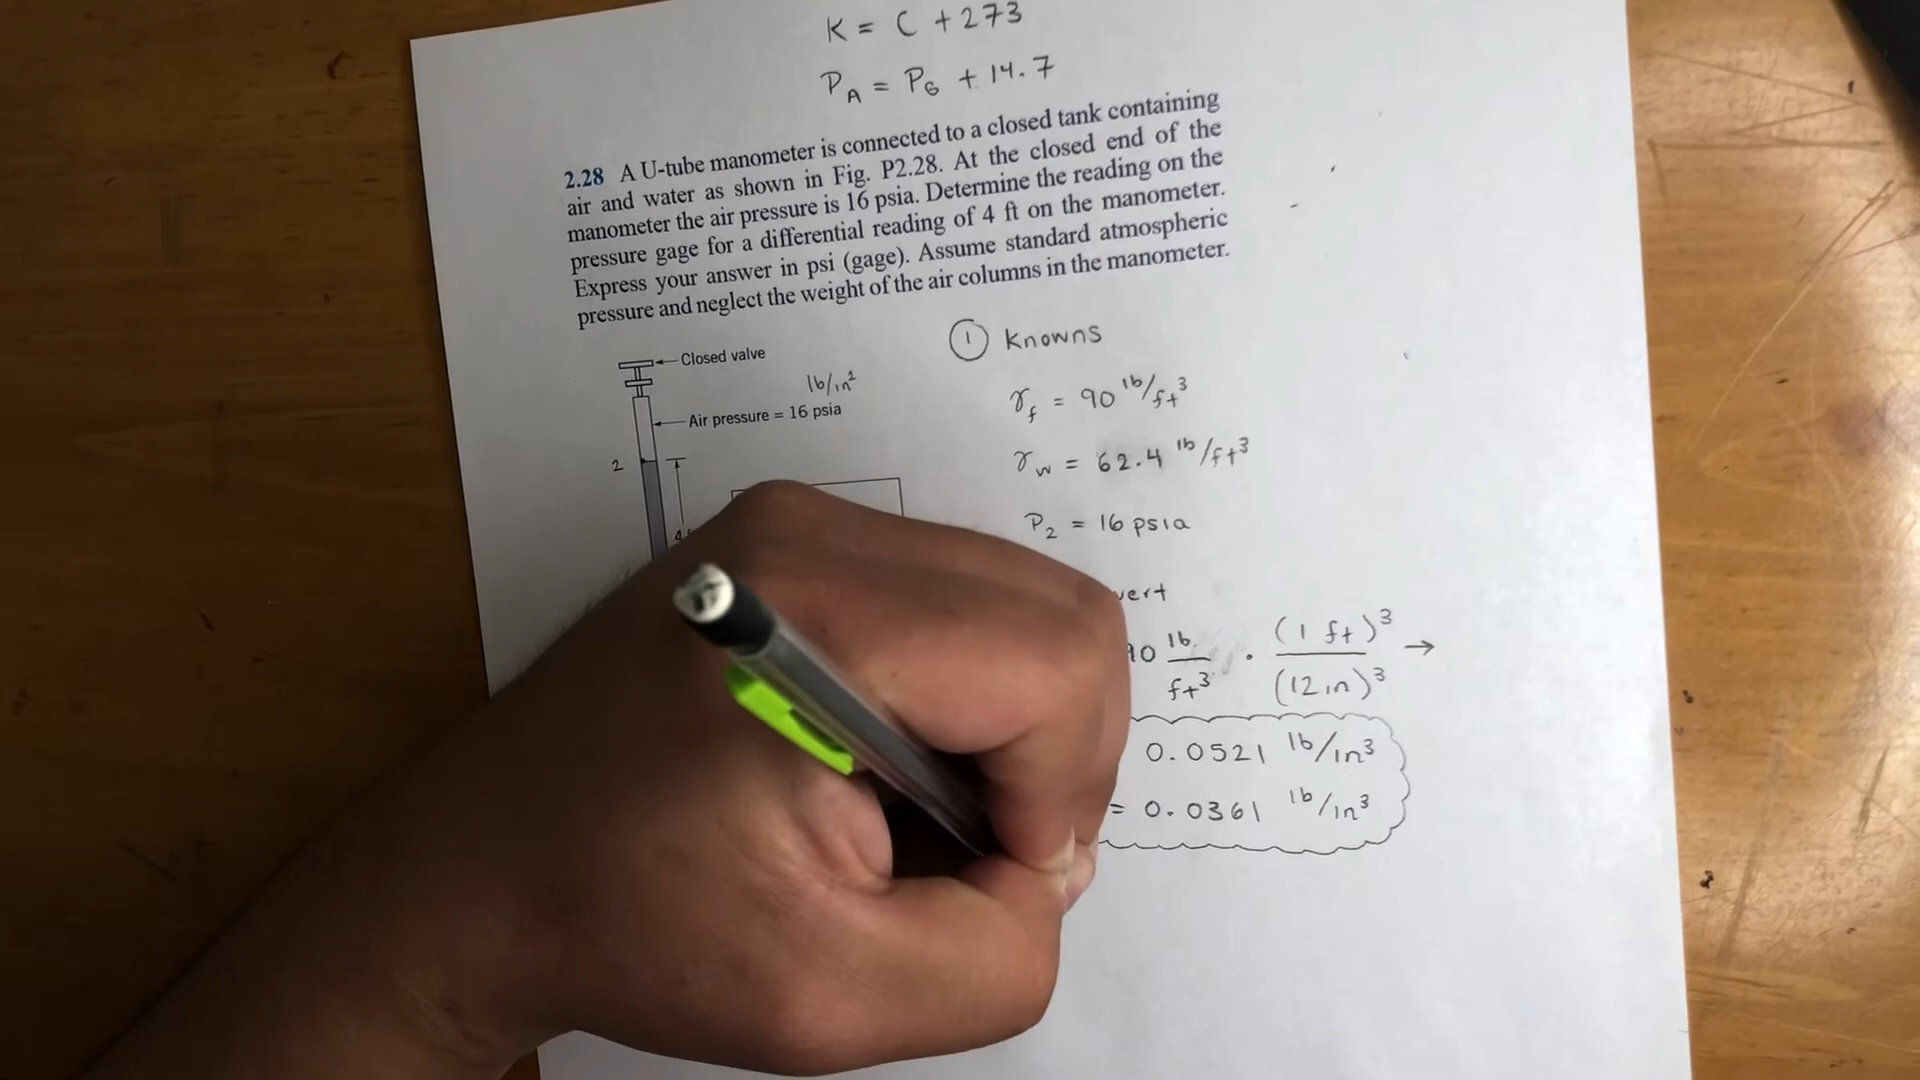 K = C + 273
P_A = P_G + 14.7
2.28 A U-tube manometer is connected to a closed tank containing
air and water as shown in Fig. P2.28. At the closed end of the
manometer the air pressure is 16 psia. Determine the reading on the
pressure gage for a differential reading of 4 ft on the manometer.
Express your answer in psi (gage). Assume standard atmospheric
pressure and neglect the weight of the air columns in the manometer.
Closed valve
lb/in²
Air pressure = 16 psia
2
4
① Knowns
γ_f = 90 lb/ft³
γ_w = 62.4 lb/ft³
P₂ = 16 psia
vert
90 lb/ft³ · (1 ft)³/(12 in)³ →
0.0521 lb/in³
= 0.0361 lb/in³